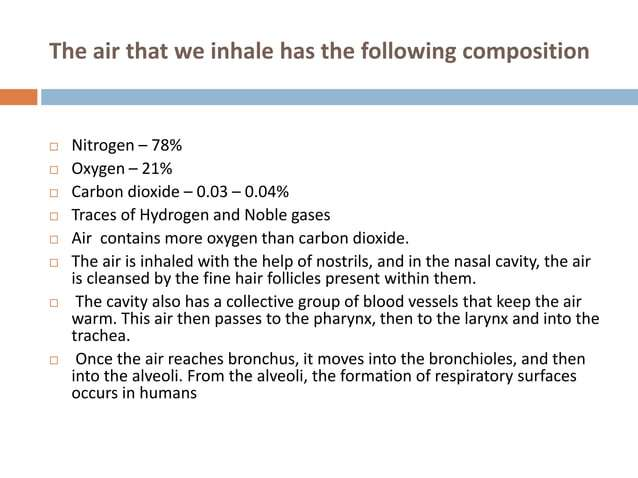 The air that we inhale has the following composition
Nitrogen – 78%
Oxygen – 21%
Carbon dioxide – 0.03 – 0.04%
Traces of Hydrogen and Noble gases
Air  contains more oxygen than carbon dioxide.
The air is inhaled with the help of nostrils, and in the nasal cavity, the air
is cleansed by the fine hair follicles present within them.
The cavity also has a collective group of blood vessels that keep the air
warm. This air then passes to the pharynx, then to the larynx and into the
trachea.
Once the air reaches bronchus, it moves into the bronchioles, and then
into the alveoli. From the alveoli, the formation of respiratory surfaces
occurs in humans